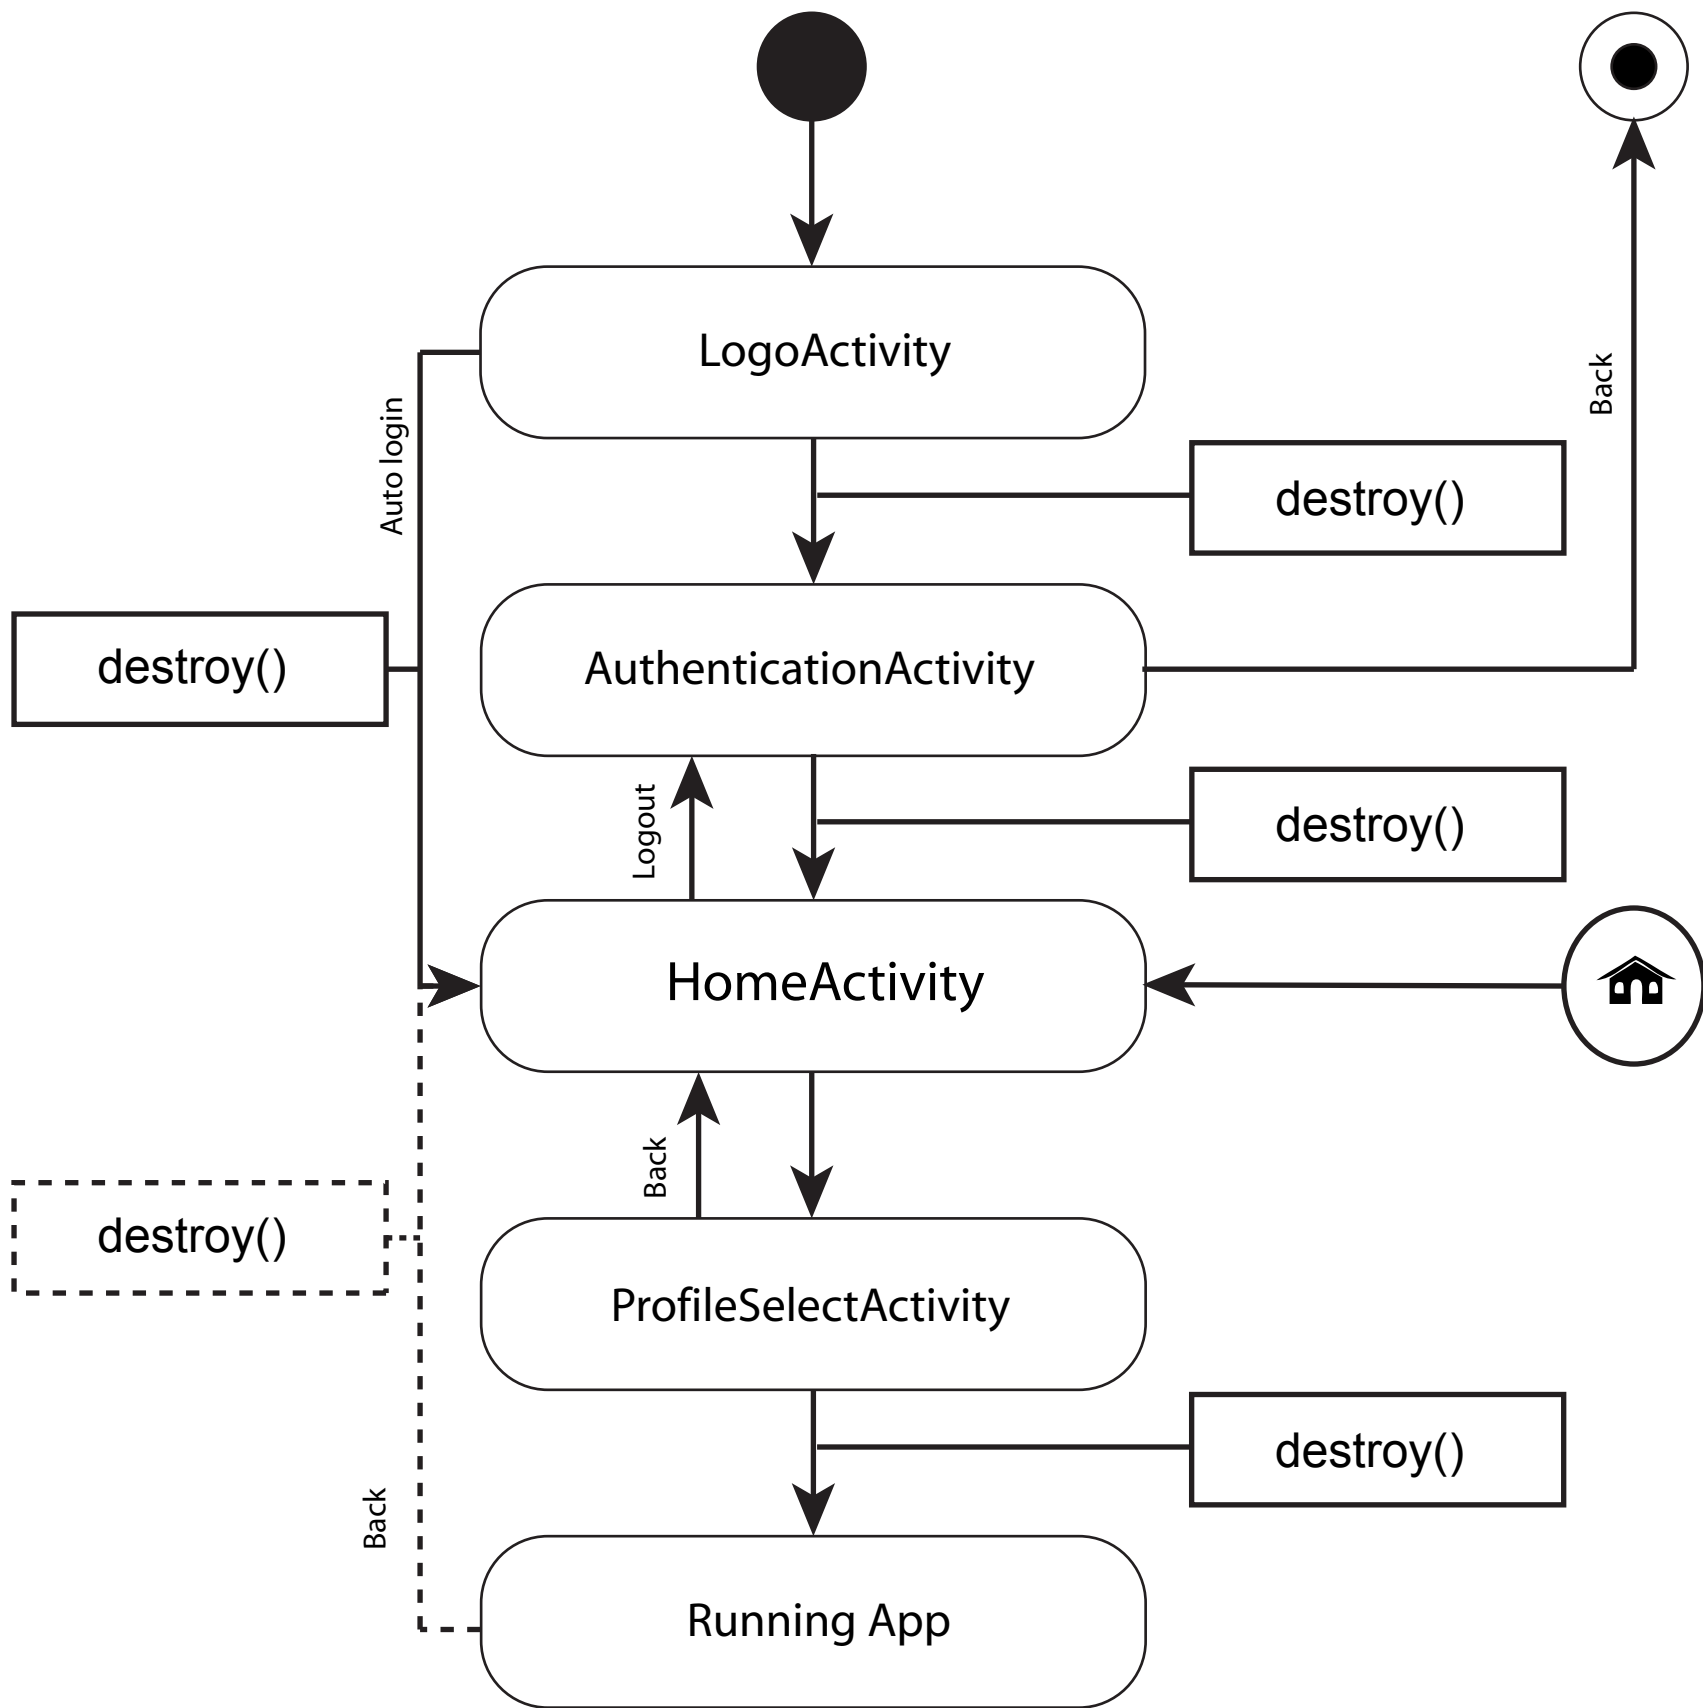 LogoActivity
Back
Auto login
destroy()
destroy()
AuthenticationActivity
Logout
destroy()
HomeActivity
Back
destroy()
ProfileSelectActivity
destroy()
Back
Running App